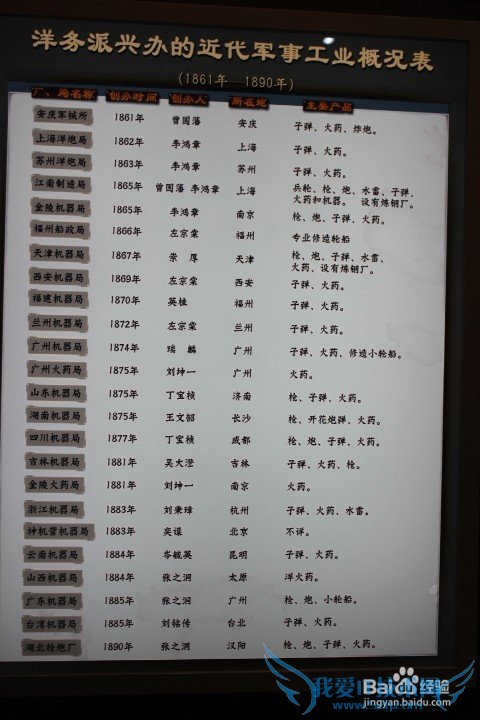 洋务派兴办的近代军事工业概况表
(1861年—1890年)
厂、局名称 创办时间 创办人 所在地 主要产品
安庆军械所 1861年 曾国藩 安庆 子弹、火药、炸炮。
上海洋炮局 1862年 李鸿章 上海 子弹、火药。
苏州洋炮局 1863年 李鸿章 苏州 子弹、火药。
江南制造局 1865年 曾国藩 李鸿章 上海 兵轮、枪、炮、水雷、子弹、
火药和机器。 设有炼钢厂。
金陵机器局 1865年 李鸿章 南京 枪、炮、子弹、火药。
福州船政局 1866年 左宗棠 福州 专业修造轮船
天津机器局 1867年 崇厚 天津 枪、炮、子弹、水雷、
火药、设有炼钢厂。
西安机器局 1869年 左宗棠 西安 子弹、火药。
福建机器局 1870年 英桂 福州 子弹、火药。
兰州机器局 1872年 左宗棠 兰州 子弹、火药。
广州机器局 1874年 瑞麟 广州 子弹、火药、修造小轮船。
广州火药局 1875年 刘坤一 广州 火药。
山东机器局 1875年 丁宝桢 济南 枪、子弹、火药。
湖南机器局 1875年 王文韶 长沙 枪、开花炮弹、火药。
四川机器局 1877年 丁宝桢 成都 枪、炮、子弹、火药。
吉林机器局 1881年 吴大澄 吉林 子弹、火药、枪。
金陵火药局 1881年 刘坤一 南京 火药。
浙江机器局 1883年 刘秉璋 杭州 子弹、火药、水雷。
神机营机器局 1883年 奕譞 北京 不详。
云南机器局 1884年 岑毓英 昆明 子弹、火药。
山西机器局 1884年 张之洞 太原 洋火药。
广东机器局 1885年 张之洞 广州 枪、炮、小轮船。
台湾机器局 1885年 刘铭传 台北 子弹、火药。
湖北枪炮厂 1890年 张之洞 汉阳 枪、炮、子弹、火药。
Baidu经验
jingyan.baidu.com